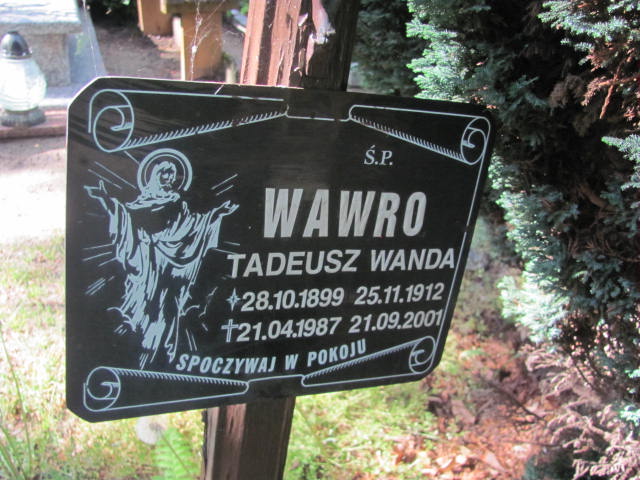 Ś.P.
WAWRO
TADEUSZ WANDA
28.10.1899 25.11.1912
21.04.1987 21.09.2001
SPOCZYWAJ W POKOJU